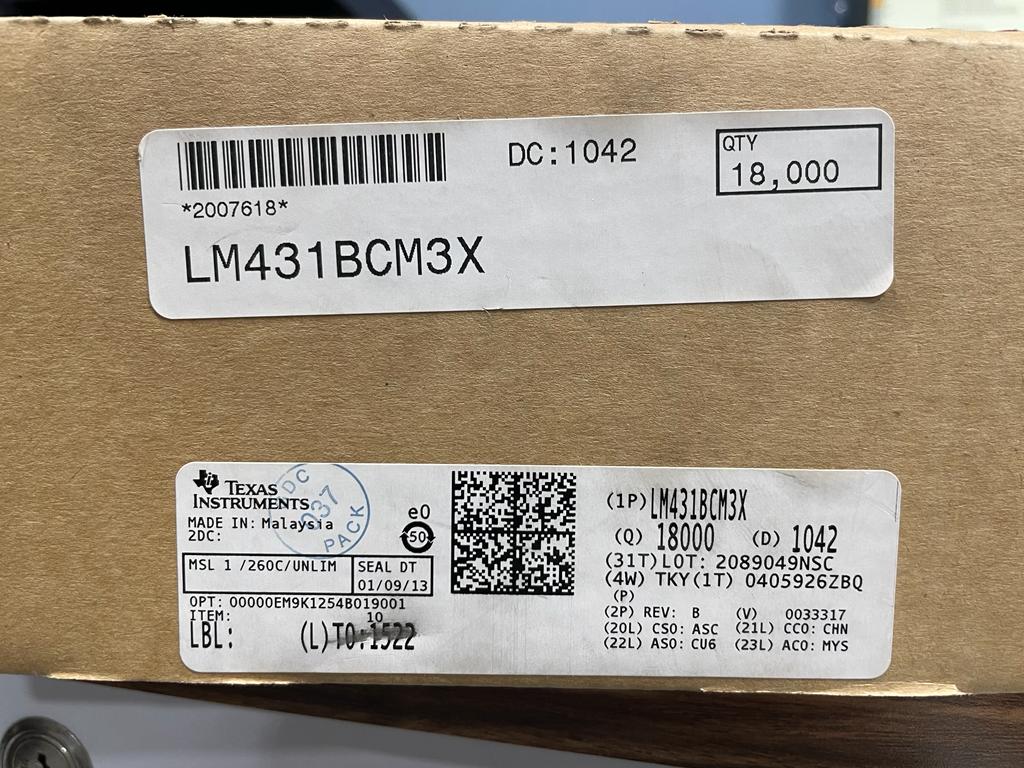 DC:1042
QTY
18,000
*2007618*
LM431BCM3X
TEXAS
INSTRUMENTS
DC
037
PACK
MADE IN: Malaysia
2DC:
e0
50
MSL 1 /260C/UNLIM
SEAL DT
01/09/13
OPT: 00000EM9K1254B019001
ITEM: 10
LBL: (L)TO:1522
(1P)LM431BCM3X
(Q) 18000 (D) 1042
(31T)LOT: 2089049NSC
(4W) TKY(1T) 0405926ZBQ
(P)
(2P) REV: B (V) 0033317
(20L) CSO: ASC (21L) CCO: CHN
(22L) ASO: CU6 (23L) ACO: MYS